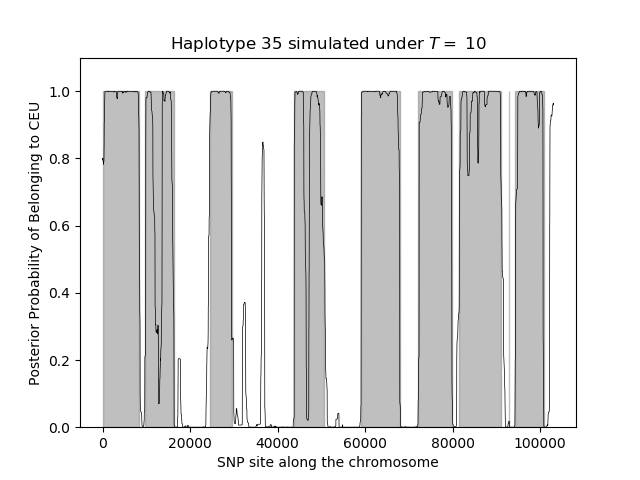 Haplotype 35 simulated under T = 10
Posterior Probability of Belonging to CEU
1.0
0.8
0.6
0.4
0.2
0.0
0 20000 40000 60000 80000 100000
SNP site along the chromosome